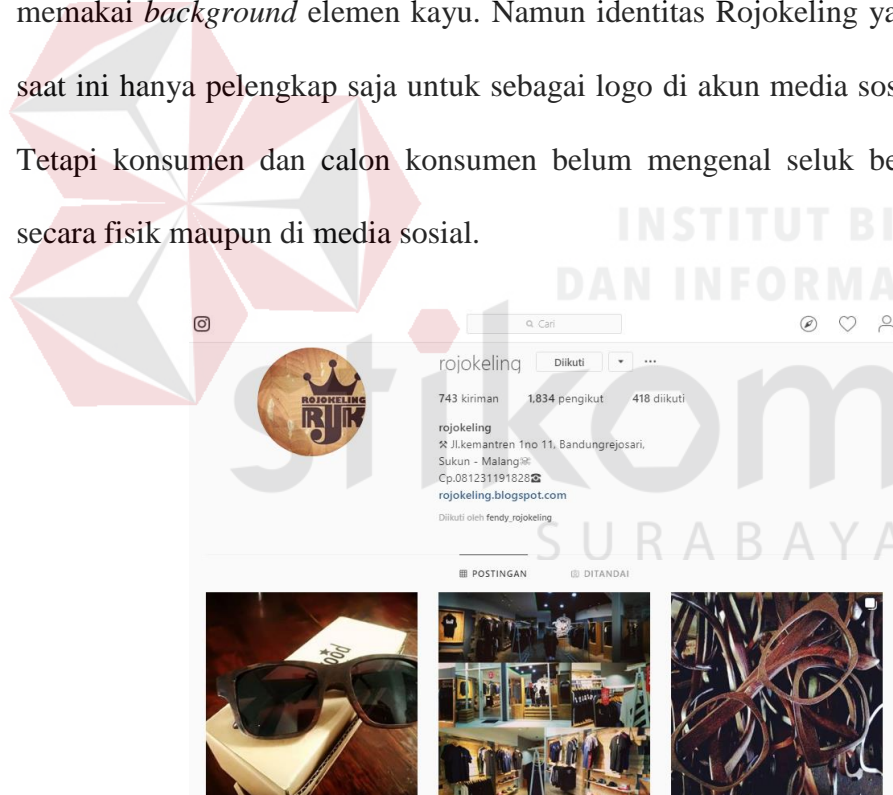 memakai background elemen kayu. Namun identitas Rojokeling ya
saat ini hanya pelengkap saja untuk sebagai logo di akun media sos
Tetapi konsumen dan calon konsumen belum mengenal seluk be
secara fisik maupun di media sosial.
INSTITUT BI
DAN INFORMA
stikom
SURABAYA
Cari
rojokeling Diikuti
743 kiriman 1,834 pengikut 418 diikuti
ROJOKELING
RJK
rojokeling
Jl.kemantren 1no 11, Bandungrejosari,
Sukun - Malang
Cp.081231191828
rojokeling.blogspot.com
Diikuti oleh fendy_rojokeling
POSTINGAN DITANDAI